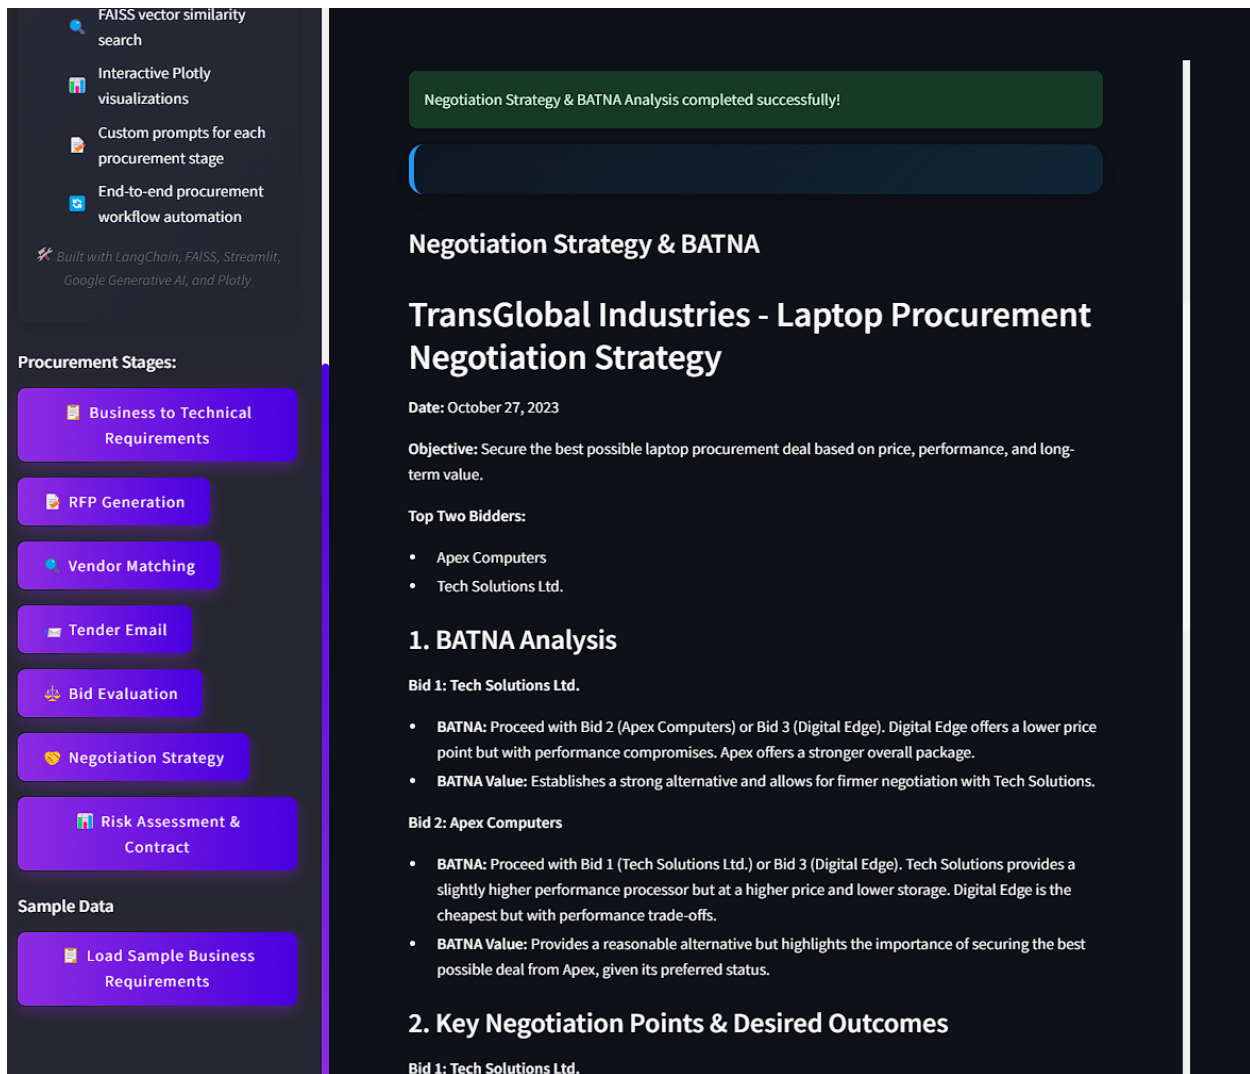 FAISS vector similarity
search
Interactive Plotly
visualizations
Custom prompts for each
procurement stage
End-to-end procurement
workflow automation
Built with LangChain, FAISS, Streamlit,
Google Generative AI, and Plotly
Procurement Stages:
Business to Technical
Requirements
RFP Generation
Vendor Matching
Tender Email
Bid Evaluation
Negotiation Strategy
Risk Assessment &
Contract
Sample Data
Load Sample Business
Requirements
Negotiation Strategy & BATNA Analysis completed successfully!
Negotiation Strategy & BATNA
TransGlobal Industries - Laptop Procurement
Negotiation Strategy
Date: October 27, 2023
Objective: Secure the best possible laptop procurement deal based on price, performance, and long-
term value.
Top Two Bidders:
• Apex Computers
• Tech Solutions Ltd.
1. BATNA Analysis
Bid 1: Tech Solutions Ltd.
• BATNA: Proceed with Bid 2 (Apex Computers) or Bid 3 (Digital Edge). Digital Edge offers a lower price
point but with performance compromises. Apex offers a stronger overall package.
• BATNA Value: Establishes a strong alternative and allows for firmer negotiation with Tech Solutions.
Bid 2: Apex Computers
• BATNA: Proceed with Bid 1 (Tech Solutions Ltd.) or Bid 3 (Digital Edge). Tech Solutions provides a
slightly higher performance processor but at a higher price and lower storage. Digital Edge is the
cheapest but with performance trade-offs.
• BATNA Value: Provides a reasonable alternative but highlights the importance of securing the best
possible deal from Apex, given its preferred status.
2. Key Negotiation Points & Desired Outcomes
Bid 1: Tech Solutions Ltd.